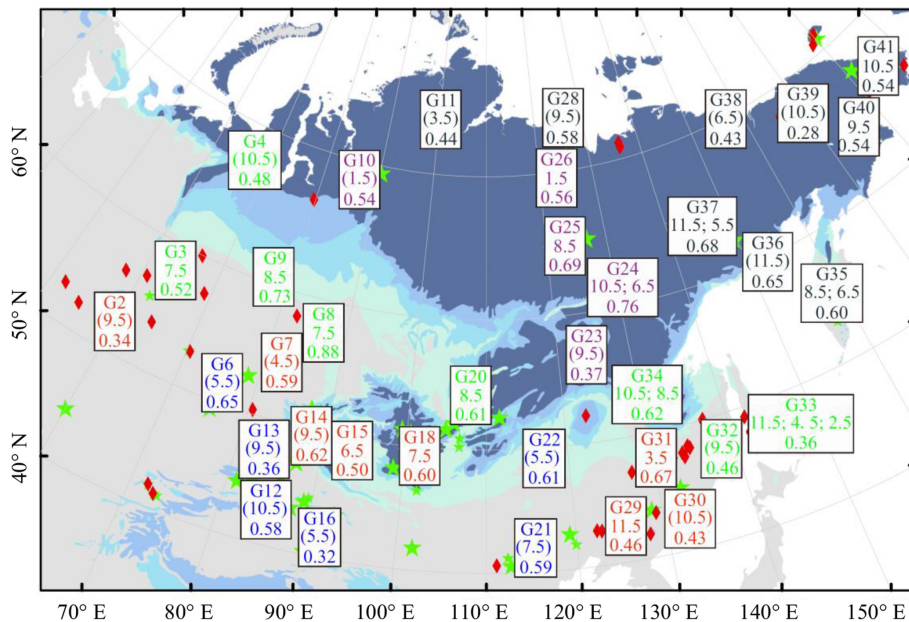 G41
10.5
0.54
G39
(10.5)
0.28
G40
9.5
0.54
G38
(6.5)
0.43
G28
(9.5)
0.58
G11
(3.5)
0.44
60° N
G4
(10.5)
0.48
G10
(1.5)
0.54
G26
1.5
0.56
G37
11.5; 5.5
0.68
G36
(11.5)
0.65
G25
8.5
0.69
G3
7.5
0.52
G9
8.5
0.73
G24
10.5; 6.5
0.76
G35
8.5; 6.5
0.60
50° N
G2
(9.5)
0.34
G8
7.5
0.88
G7
(4.5)
0.59
G23
(9.5)
0.37
G6
(5.5)
0.65
G20
8.5
0.61
G34
10.5; 8.5
0.62
G33
11.5; 4. 5; 2.5
0.36
G14
(9.5)
0.62
G13
(9.5)
0.36
G15
6.5
0.50
G18
7.5
0.60
G22
(5.5)
0.61
G31
3.5
0.67
G32
(9.5)
0.46
40° N
G12
(10.5)
0.58
G16
(5.5)
0.32
G21
(7.5)
0.59
G29
11.5
0.46
G30
(10.5)
0.43
70° E
80° E
90° E
100° E
110° E
120° E
130° E
140° E
150° E